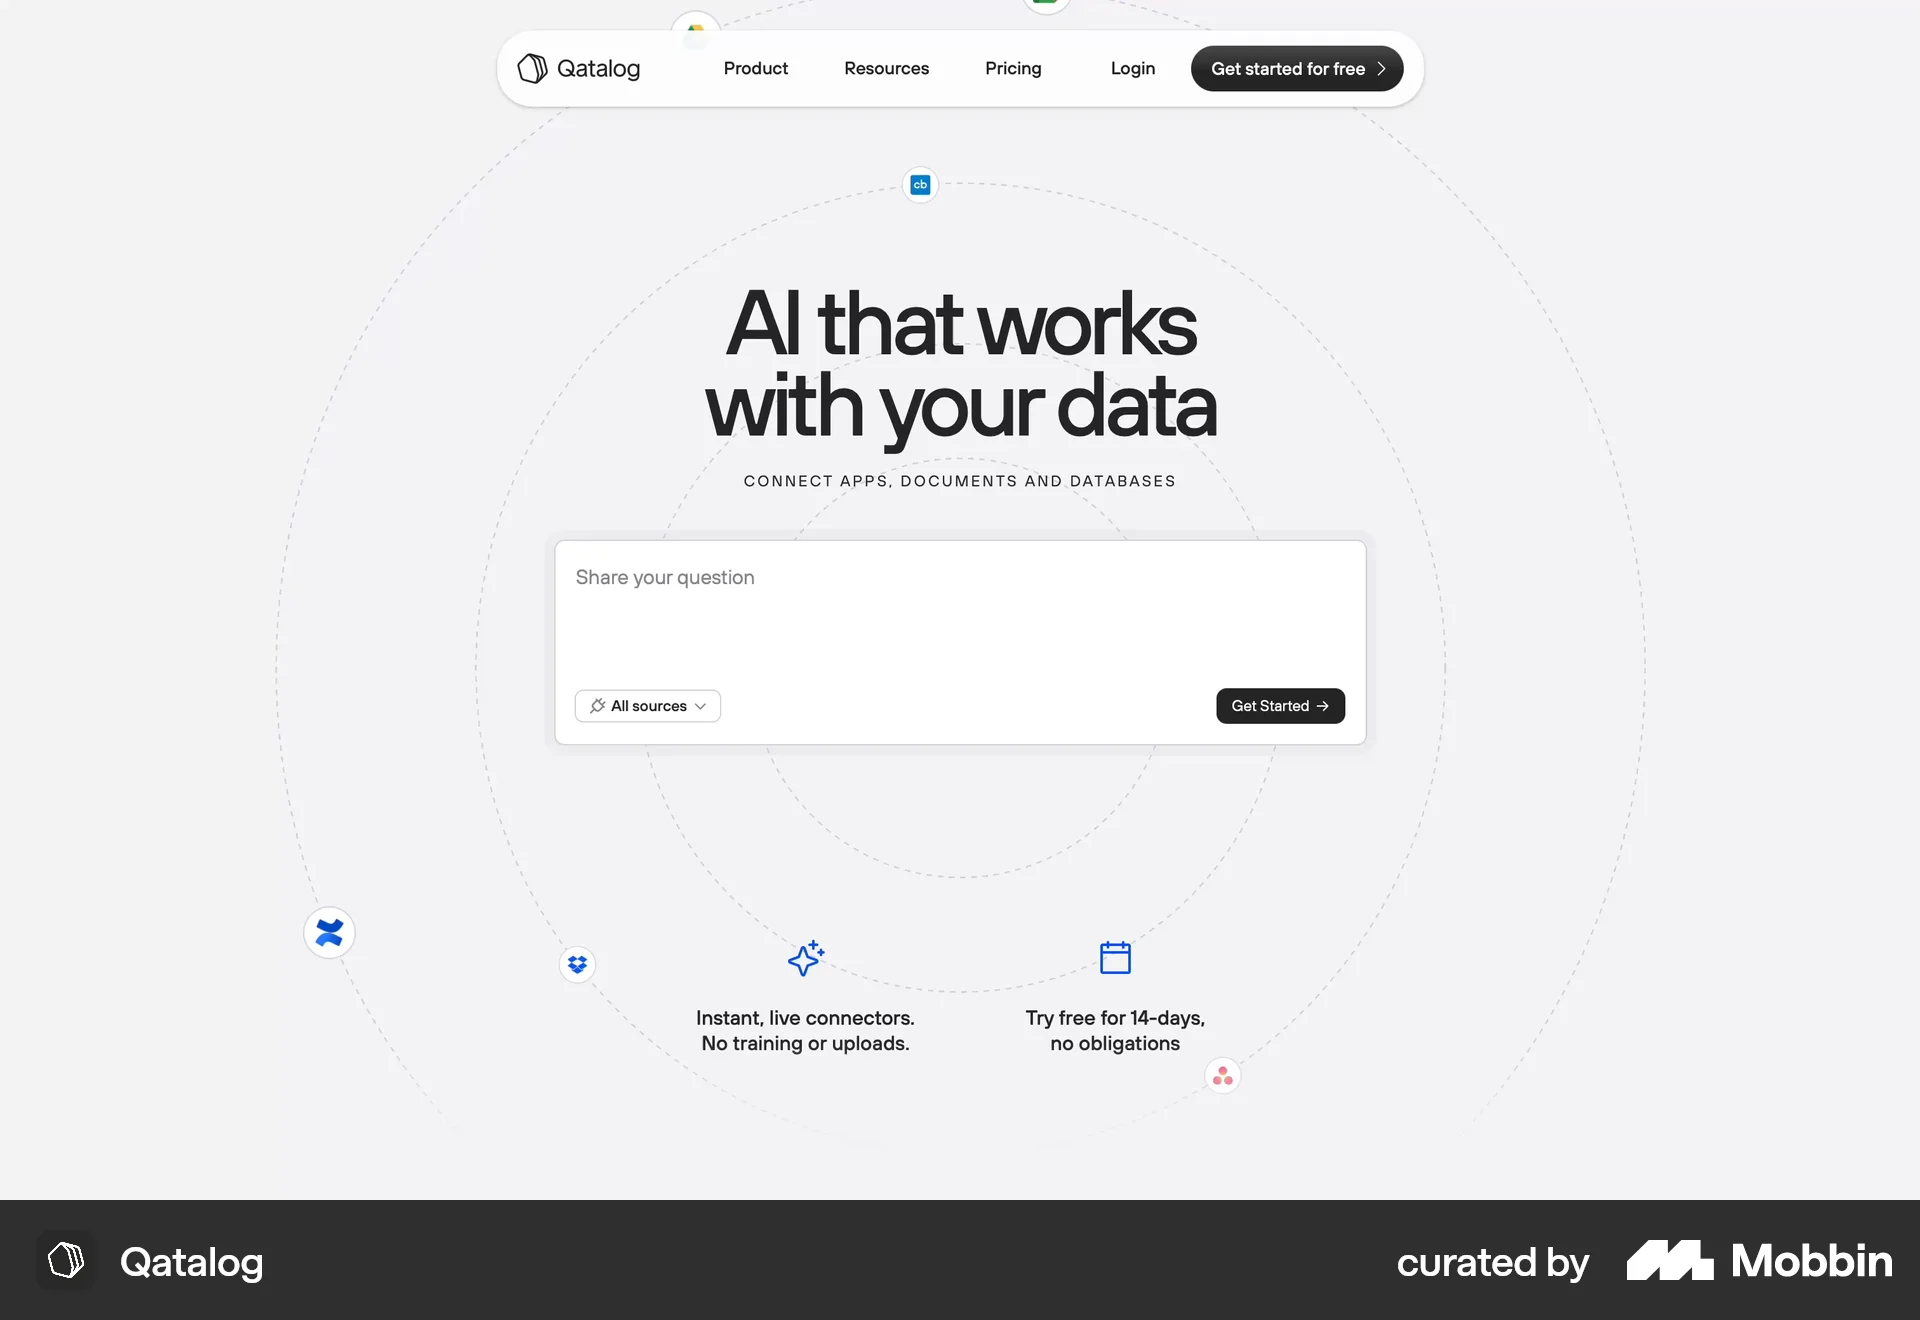 Qatalog
Product
Resources
Pricing
Login
Get started for free
cb
AI that works
with your data
CONNECT APPS, DOCUMENTS AND DATABASES
Share your question
All sources
Get Started
Instant, live connectors.
No training or uploads.
Try free for 14-days,
no obligations
Qatalog
curated by
Mobbin